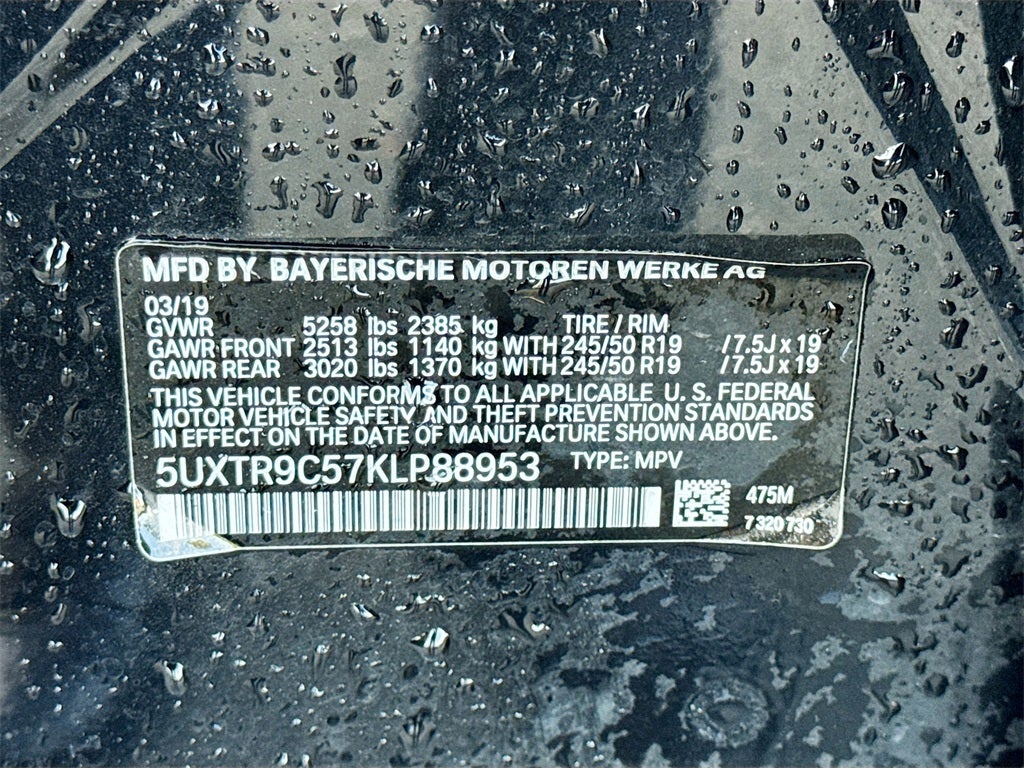 MFD BY BAYERISCHE MOTOREN WERKE AG
03/19
GVWR 5258 lbs 2385 kg TIRE / RIM
GAWR FRONT 2513 lbs 1140 kg WITH 245/50 R19 /7.5J x 19
GAWR REAR 3020 lbs 1370 kg WITH 245/50 R19 /7.5J x 19
THIS VEHICLE CONFORMS TO ALL APPLICABLE U. S. FEDERAL
MOTOR VEHICLE SAFETY AND THEFT PREVENTION STANDARDS
IN EFFECT ON THE DATE OF MANUFACTURE SHOWN ABOVE.
5UXTR9C57KLP88953 TYPE: MPV
475M
7 320 730